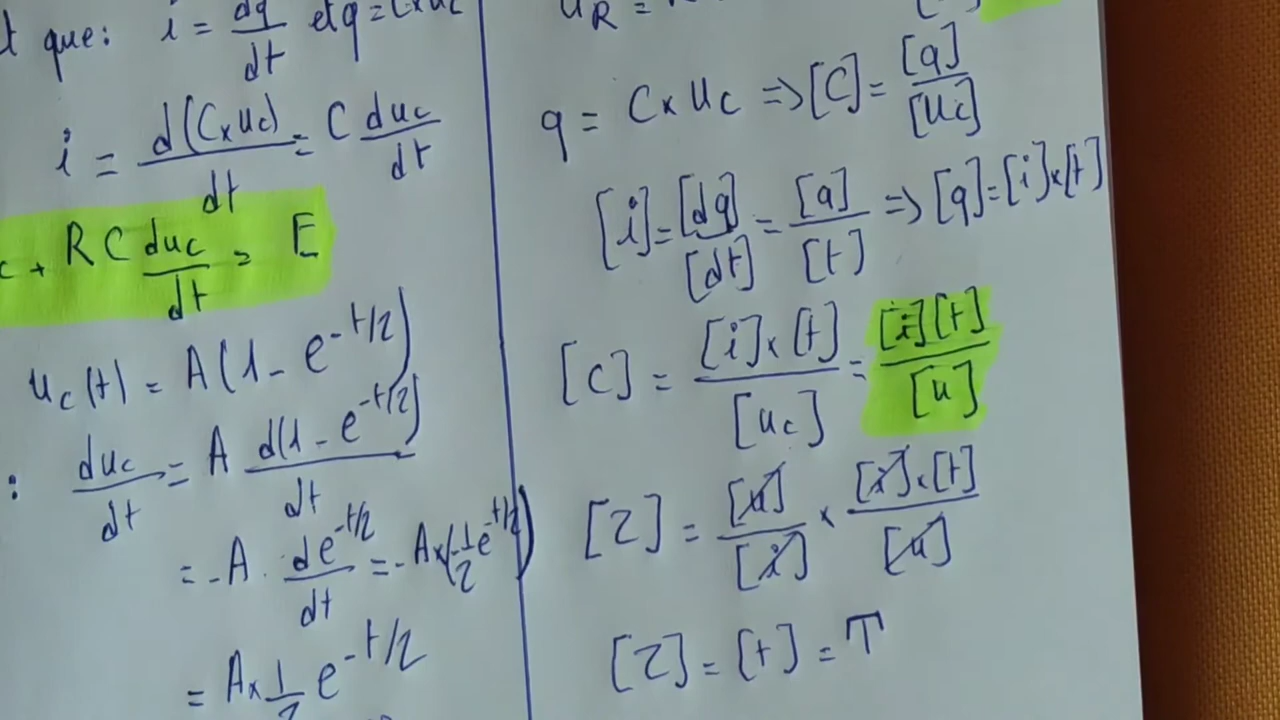 t que: i = dq/dt et q = C×uc
i = d(C×uc)/dt = C duc/dt
c + RC duc/dt = E
uc(t) = A(1 - e^-t/τ)
: duc/dt = A d(1 - e^-t/τ)/dt
= -A · de^-t/τ/dt = -A×(-1/τ e^-t/τ)
= A× 1/τ e^-t/τ
uR =
q = C×uc => [C] = [q]/[uc]
[i] = [dq]/[dt] = [q]/[t] => [q] = [i]×[t]
[C] = [i]×[t]/[uc] = [i][t]/[u]
[τ] = [u]/[i] × [i]×[t]/[u]
[τ] = [t] = T